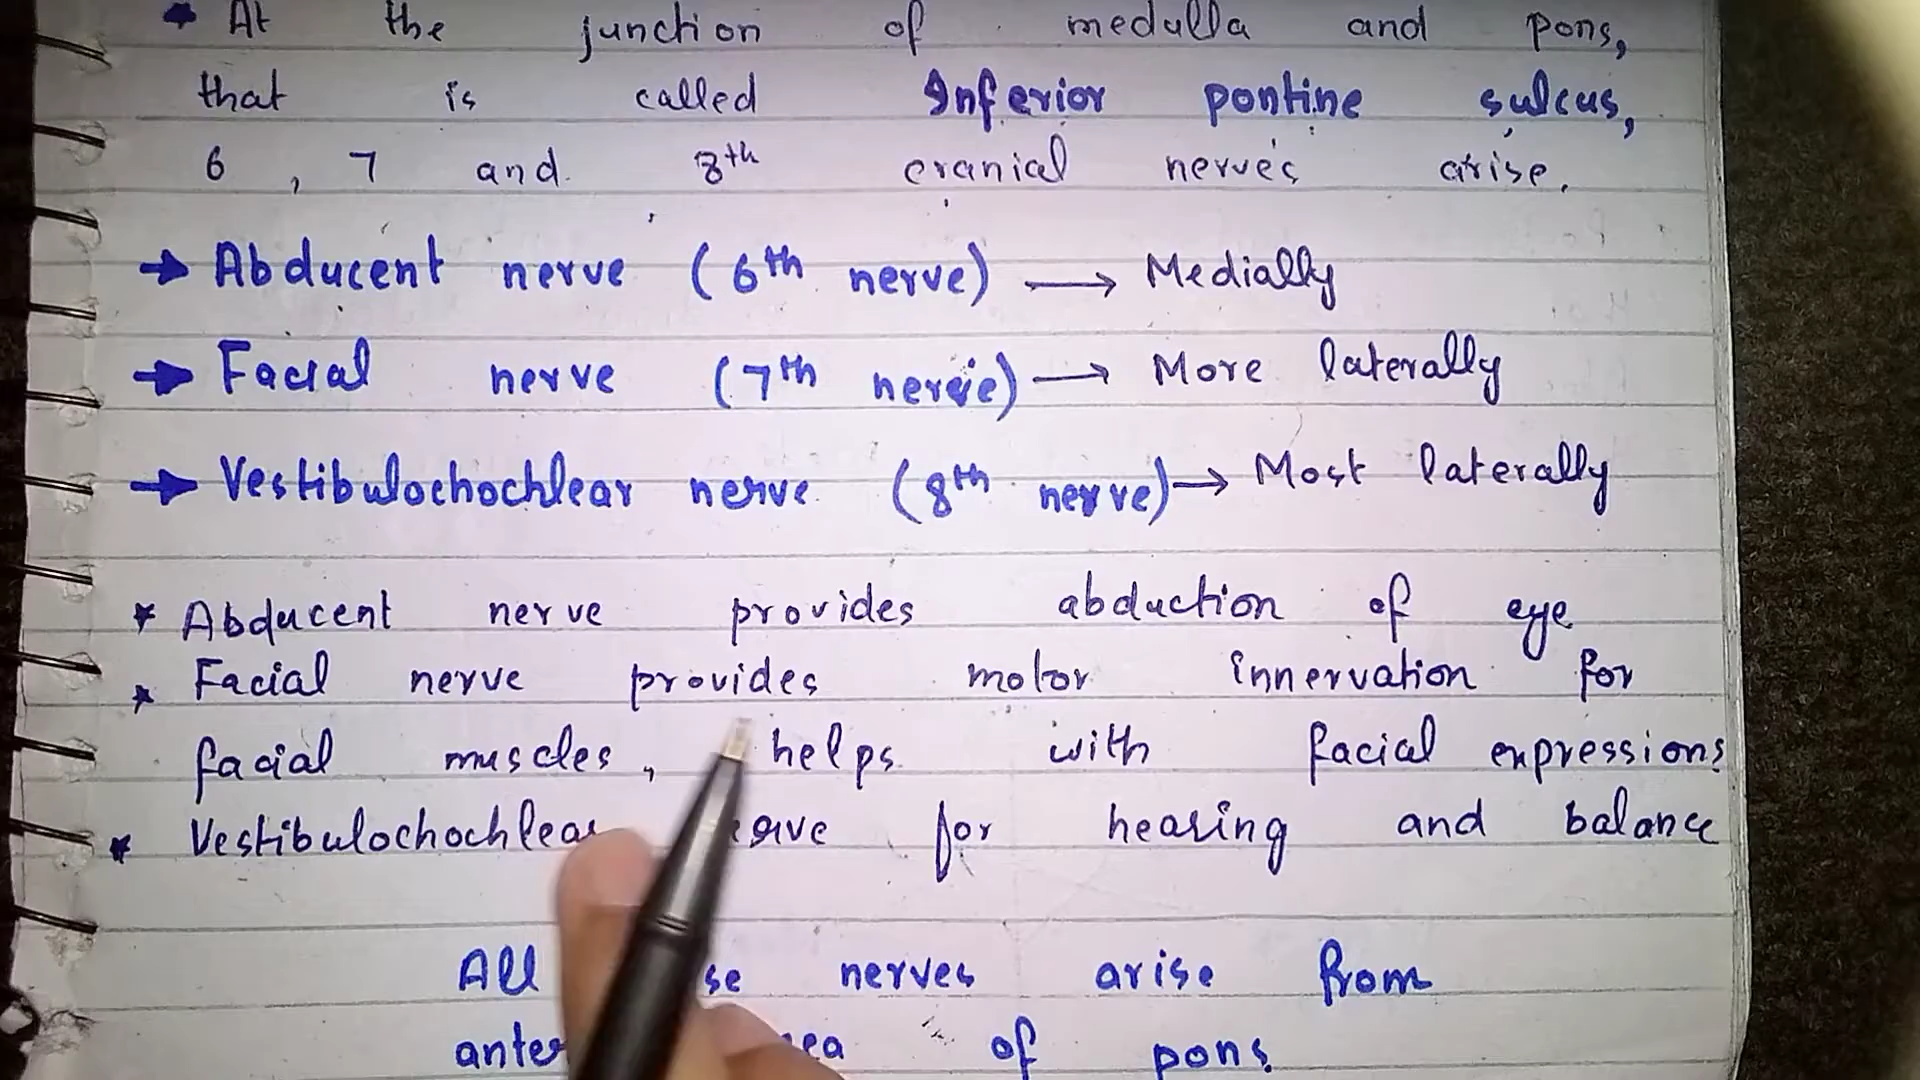 At the junction of medulla and pons,
that is called Inferior pontine sulcus,
6, 7 and 8th cranial nerves arise.
→ Abducent nerve (6th nerve) → Medially
→ Facial nerve (7th nerve) → More laterally
→ Vestibulochochlear nerve (8th nerve) → Most laterally
* Abducent nerve provides abduction of eye
* Facial nerve provides motor innervation for
facial muscles, helps with facial expressions
* Vestibulochochlear for hearing and balance
All nerves arise from
of pons.